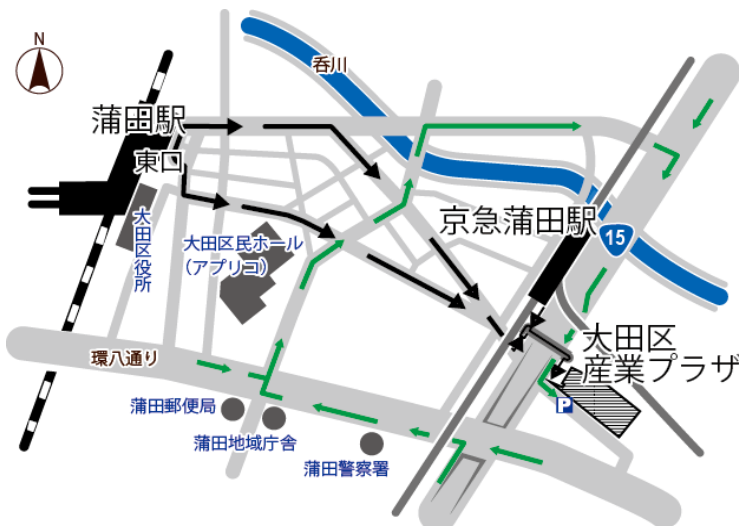 N
呑川
蒲田駅
東口
京急蒲田駅
15
大田区役所
大田区民ホール
(アプリコ)
大田区
産業プラザ
P
環八通り
蒲田郵便局
蒲田地域庁舎
蒲田警察署